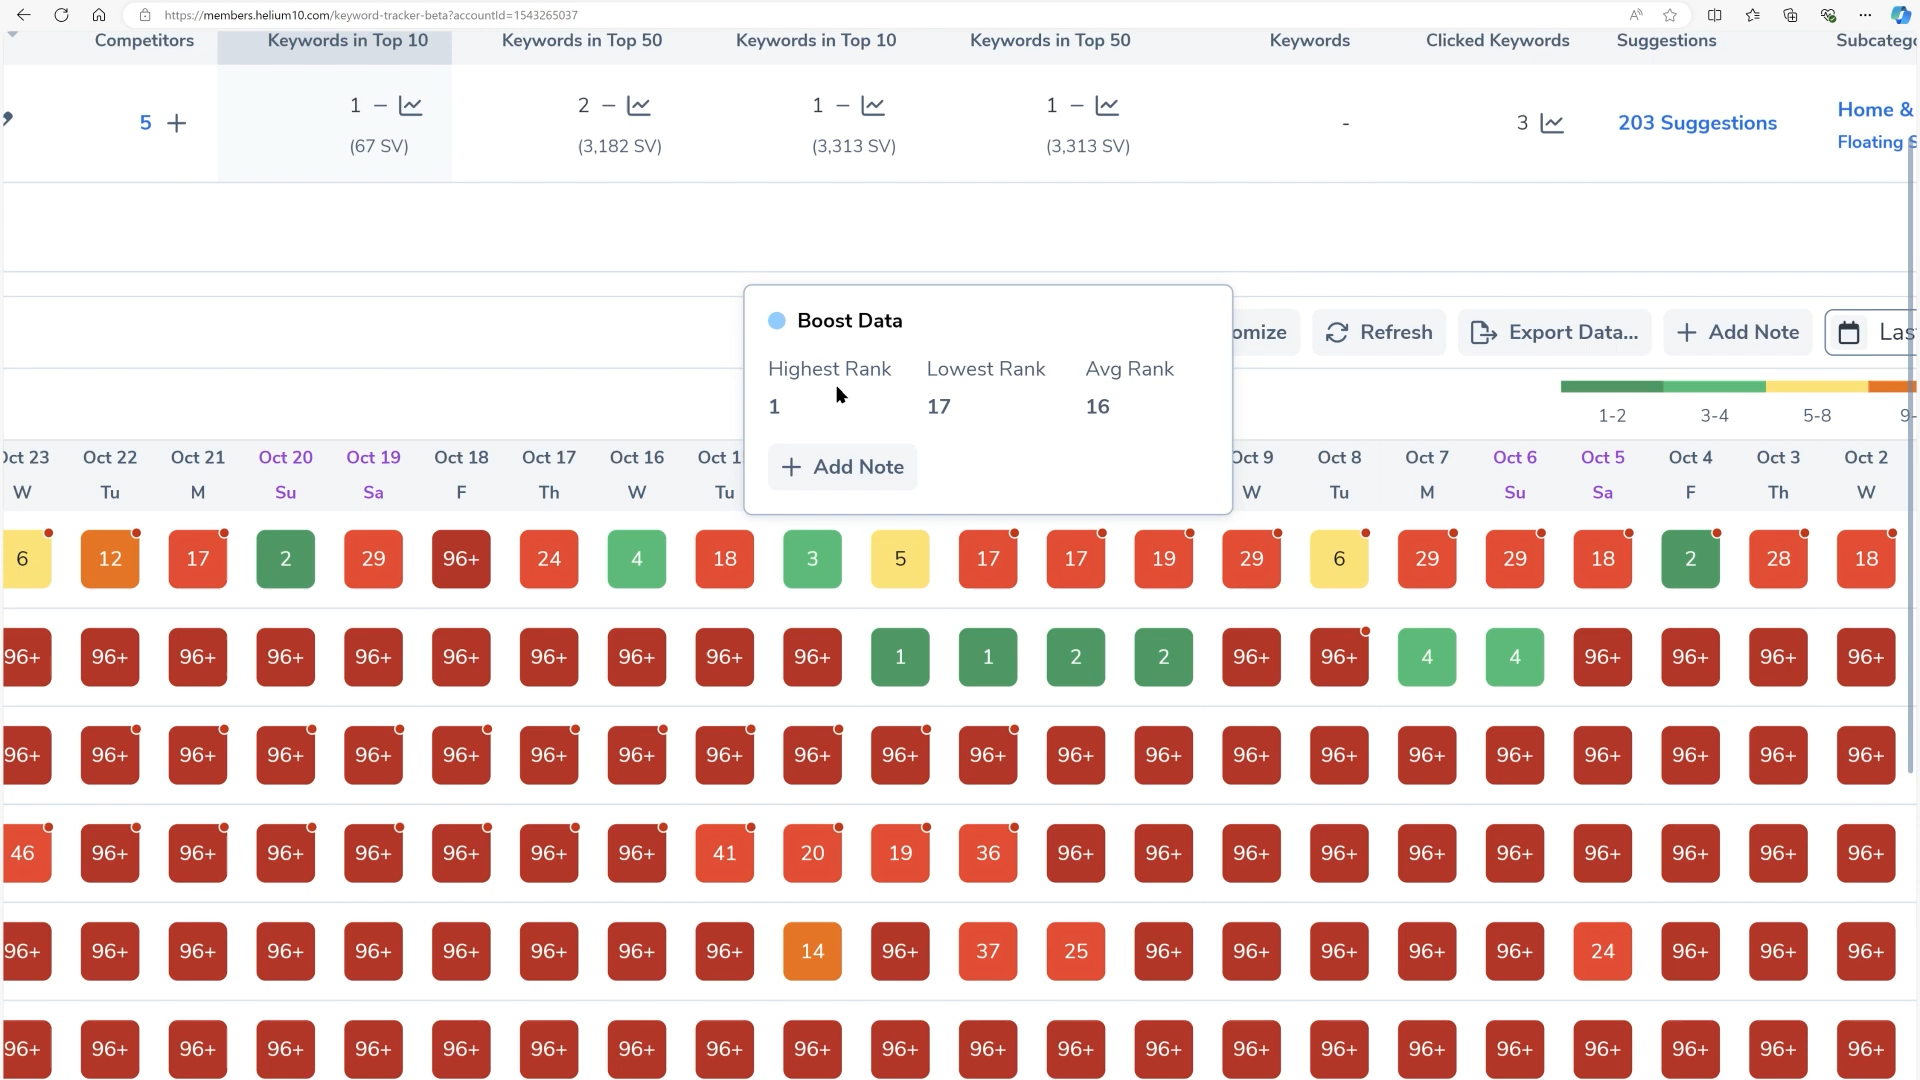 https://members.helium10.com/keyword-tracker-beta?accountId=1543265037
Competitors Keywords in Top 10 Keywords in Top 50 Keywords in Top 10 Keywords in Top 50 Keywords Clicked Keywords Suggestions Subcatego
5 + 1 – 2 – 1 – 1 – - 3 203 Suggestions Home &
(67 SV) (3,182 SV) (3,313 SV) (3,313 SV) Floating S
Boost Data
omize Refresh Export Data... + Add Note Las
Highest Rank Lowest Rank Avg Rank
1 17 16
+ Add Note
1-2 3-4 5-8 9-
Oct 23 Oct 22 Oct 21 Oct 20 Oct 19 Oct 18 Oct 17 Oct 16 Oct 1 Oct 9 Oct 8 Oct 7 Oct 6 Oct 5 Oct 4 Oct 3 Oct 2
W Tu M Su Sa F Th W Tu W Tu M Su Sa F Th W
6 12 17 2 29 96+ 24 4 18 3 5 17 17 19 29 6 29 29 18 2 28 18
96+ 96+ 96+ 96+ 96+ 96+ 96+ 96+ 96+ 96+ 1 1 2 2 96+ 96+ 4 4 96+ 96+ 96+ 96+
96+ 96+ 96+ 96+ 96+ 96+ 96+ 96+ 96+ 96+ 96+ 96+ 96+ 96+ 96+ 96+ 96+ 96+ 96+ 96+ 96+ 96+
46 96+ 96+ 96+ 96+ 96+ 96+ 96+ 41 20 19 36 96+ 96+ 96+ 96+ 96+ 96+ 96+ 96+ 96+ 96+
96+ 96+ 96+ 96+ 96+ 96+ 96+ 96+ 96+ 14 96+ 37 25 96+ 96+ 96+ 96+ 96+ 24 96+ 96+ 96+
96+ 96+ 96+ 96+ 96+ 96+ 96+ 96+ 96+ 96+ 96+ 96+ 96+ 96+ 96+ 96+ 96+ 96+ 96+ 96+ 96+ 96+